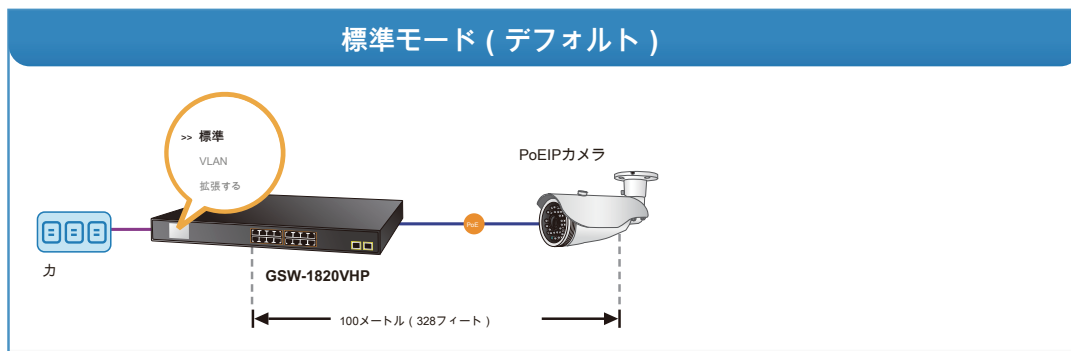 標準モード ( デフォルト )
>> 標準
VLAN
拡張する
PoEIPカメラ
PoE
力
GSW-1820VHP
100メートル ( 328フィート )